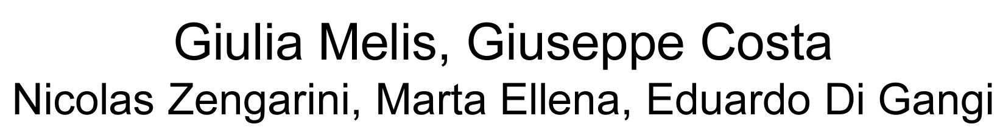 Giulia Melis, Giuseppe Costa
Nicolas Zengarini, Marta Ellena, Eduardo Di Gangi